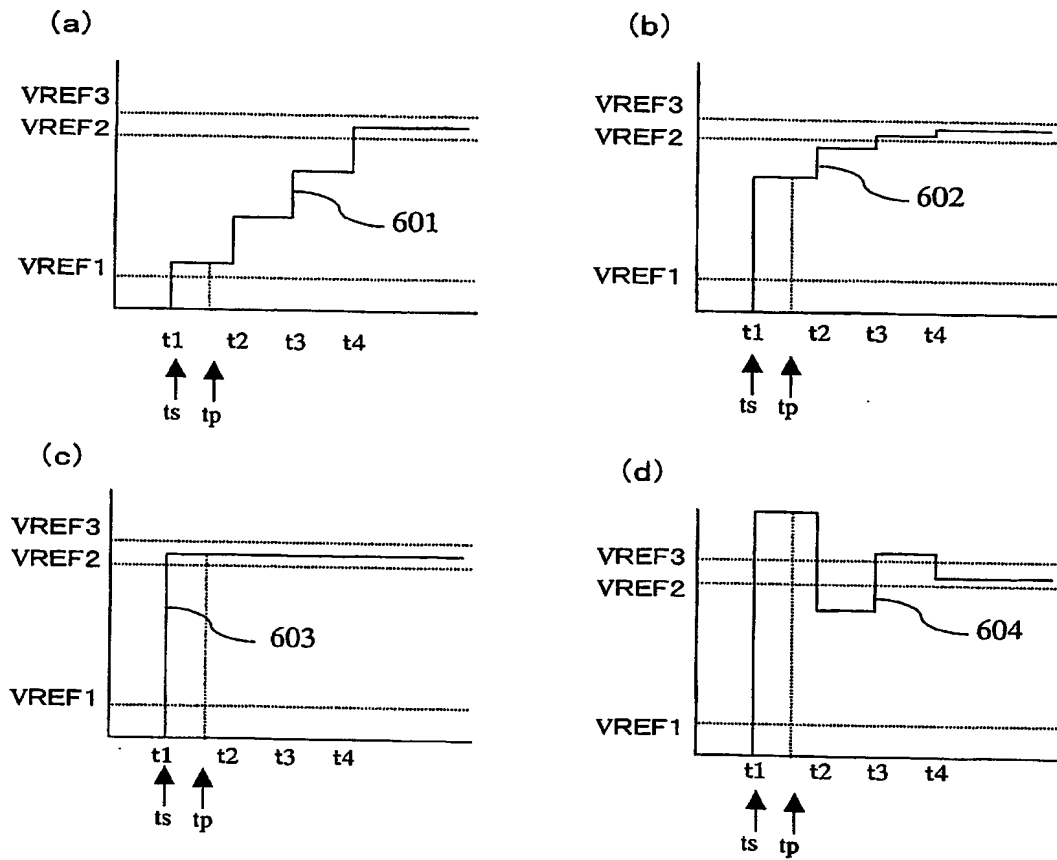 (a)
VREF3
VREF2
601
VREF1
t1 t2 t3 t4
ts tp
(b)
VREF3
VREF2
602
VREF1
t1 t2 t3 t4
ts tp
(c)
VREF3
VREF2
603
VREF1
t1 t2 t3 t4
ts tp
(d)
VREF3
VREF2
604
VREF1
t1 t2 t3 t4
ts tp